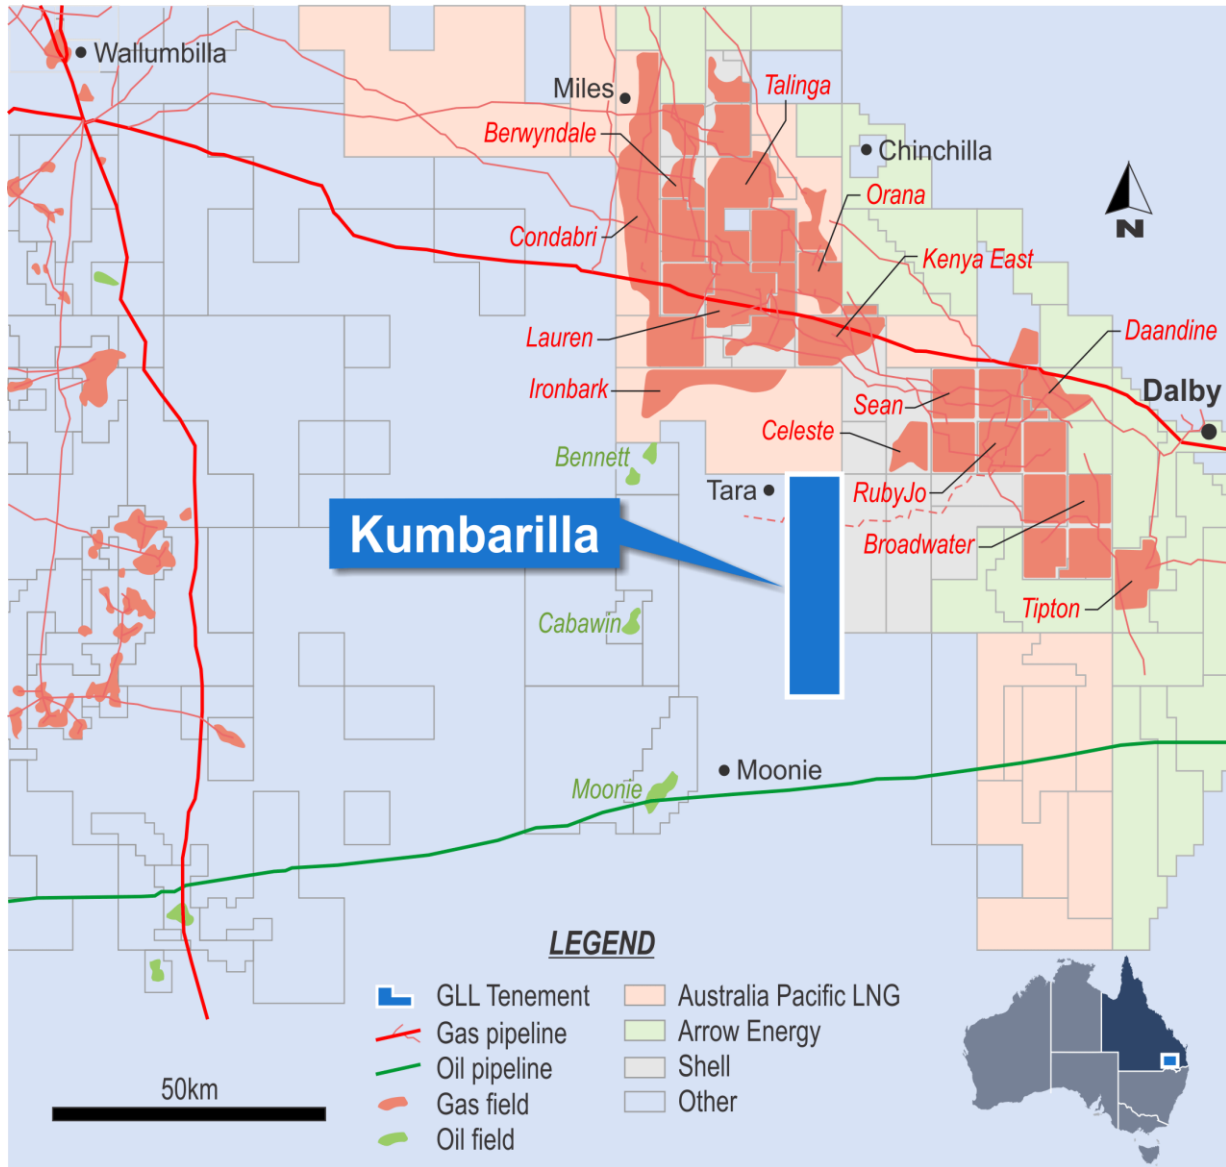 Wallumbilla
Miles
Talinga
Berwyndale
Chinchilla
Orana
N
Condabri
Kenya East
Lauren
Daandine
Ironbark
Sean
Dalby
Celeste
Bennett
Tara
RubyJo
Kumbarilla
Broadwater
Tipton
Cabawin
Moonie
Moonie
LEGEND
GLL Tenement
Gas pipeline
Oil pipeline
Gas field
Oil field
Australia Pacific LNG
Arrow Energy
Shell
Other
50km